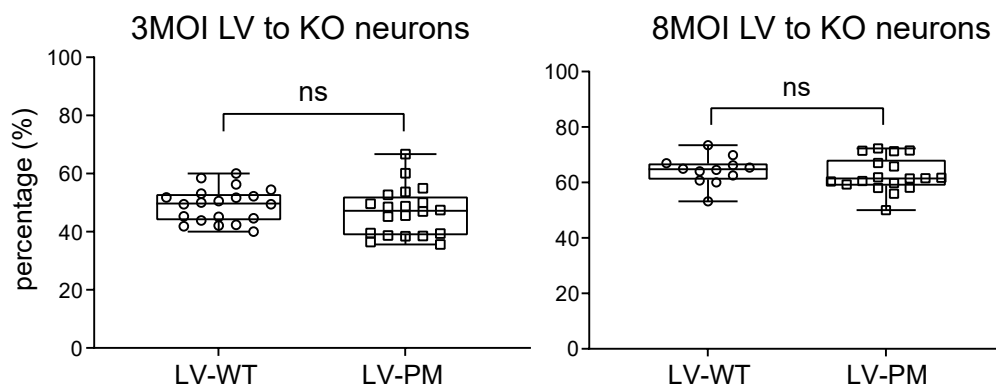 3MOI LV to KO neurons
percentage (%)
100
80
60
40
20
0
ns
LV-WT
LV-PM
8MOI LV to KO neurons
100
80
60
40
20
0
ns
LV-WT
LV-PM